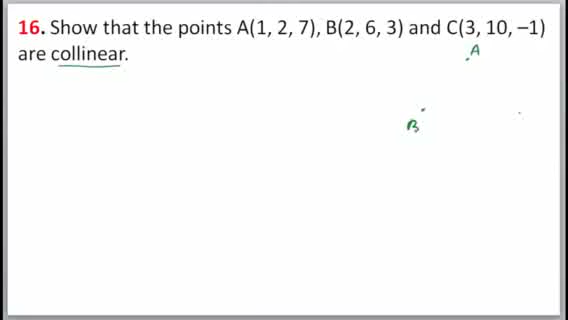 16. Show that the points A(1, 2, 7), B(2, 6, 3) and C(3, 10, –1)
are collinear.
A
B